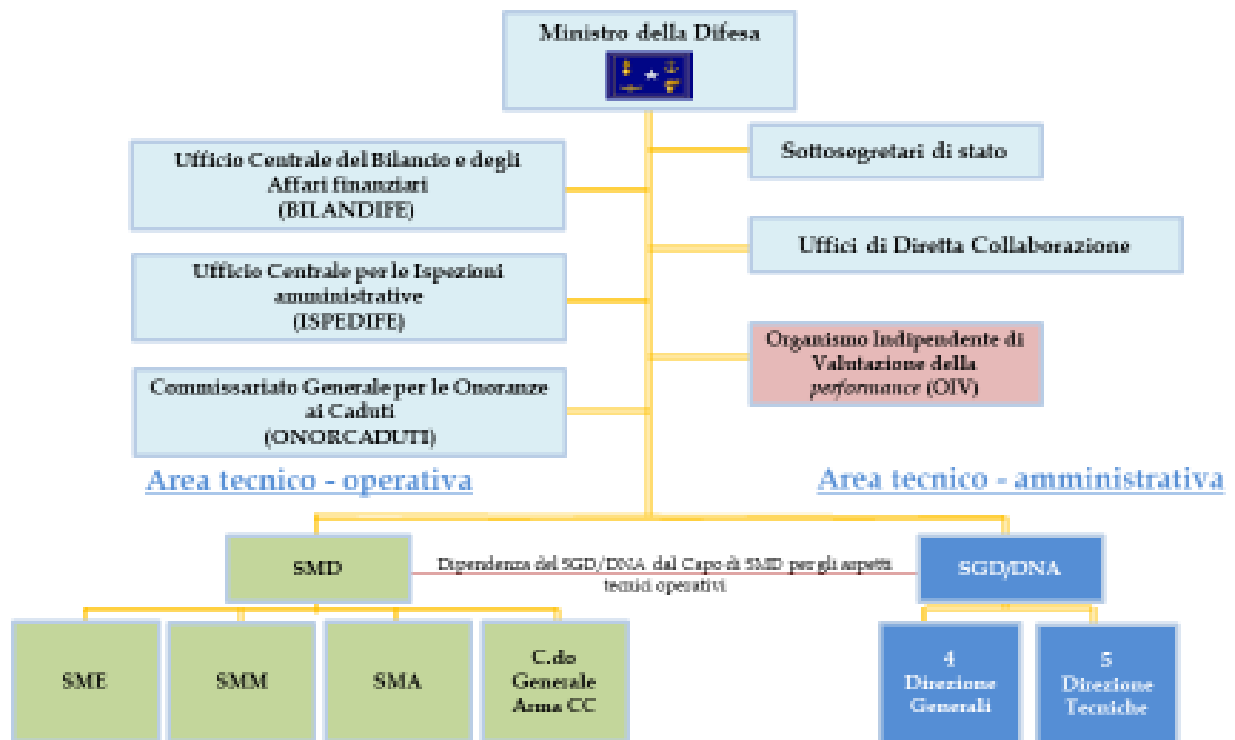 Ministro della Difesa
Ufficio Centrale del Bilancio e degli
Affari finanziari
(BILANDIFE)
Sottosegretari di stato
Uffici di Diretta Collaborazione
Ufficio Centrale per le Ispezioni
amministrative
(ISPEDIFE)
Organismo Indipendente di
Valutazione della
performance (OIV)
Commissariato Generale per le Onoranze
ai Caduti
(ONORCADUTI)
Area tecnico - operativa
Area tecnico - amministrativa
SMD
Dipendenza del SGD/DNA dal Capo di SMD per gli aspetti
tecnici operativi
SGD/DNA
SME
SMM
SMA
C.do
Generale
Arma CC
4
Direzione
Generali
5
Direzione
Tecniche